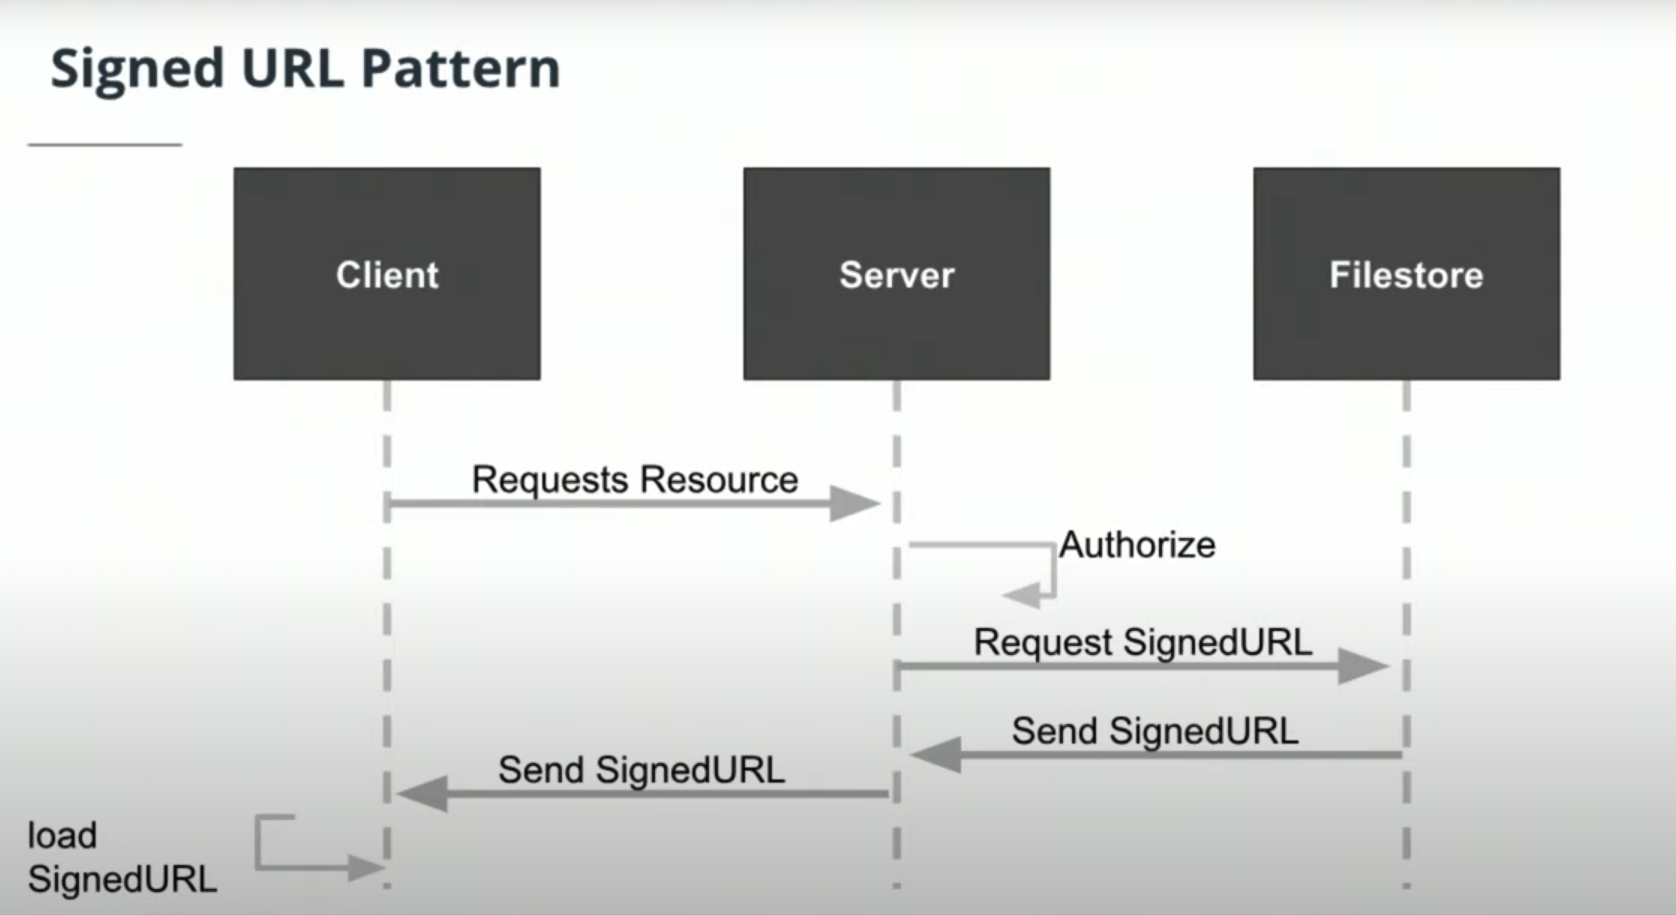 Signed URL Pattern
Client
Server
Filestore
Requests Resource
Authorize
Request SignedURL
Send SignedURL
Send SignedURL
load
SignedURL